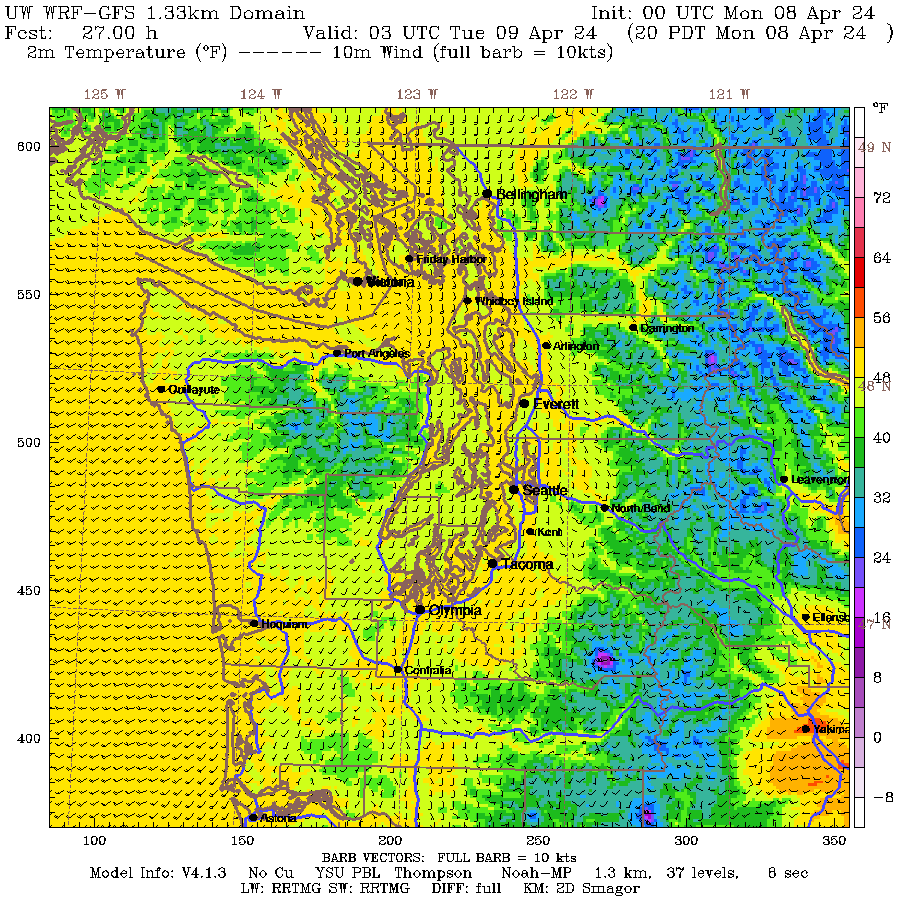 UW WRF-GFS 1.33km Domain Init: 00 UTC Mon 08 Apr 24
Fcst: 27.00 h Valid: 03 UTC Tue 09 Apr 24 (20 PDT Mon 08 Apr 24 )
2m Temperature (°F) ------ 10m Wind (full barb = 10kts)
125 W 124 W 123 W 122 W 121 W
°F
600
49 N
Bellingham
72
Friday Harbor
64
Victoria
550
Whidbey Island
56
Darrington
Arlington
Port Angeles
48
Quillayute
48 N
Everett
500
40
Leavenwor
Seattle
32
North Bend
Kent
24
Tacoma
450
Olympia
16
Ellensb
Hoquiam
47 N
Centralia
8
Yakima
400
0
-8
Astoria
100 150 200 250 300 350
BARB VECTORS: FULL BARB = 10 kts
Model Info: V4.1.3 No Cu YSU PBL Thompson Noah-MP 1.3 km, 37 levels, 8 sec
LW: RRTMG SW: RRTMG DIFF: full KM: 2D Smagor